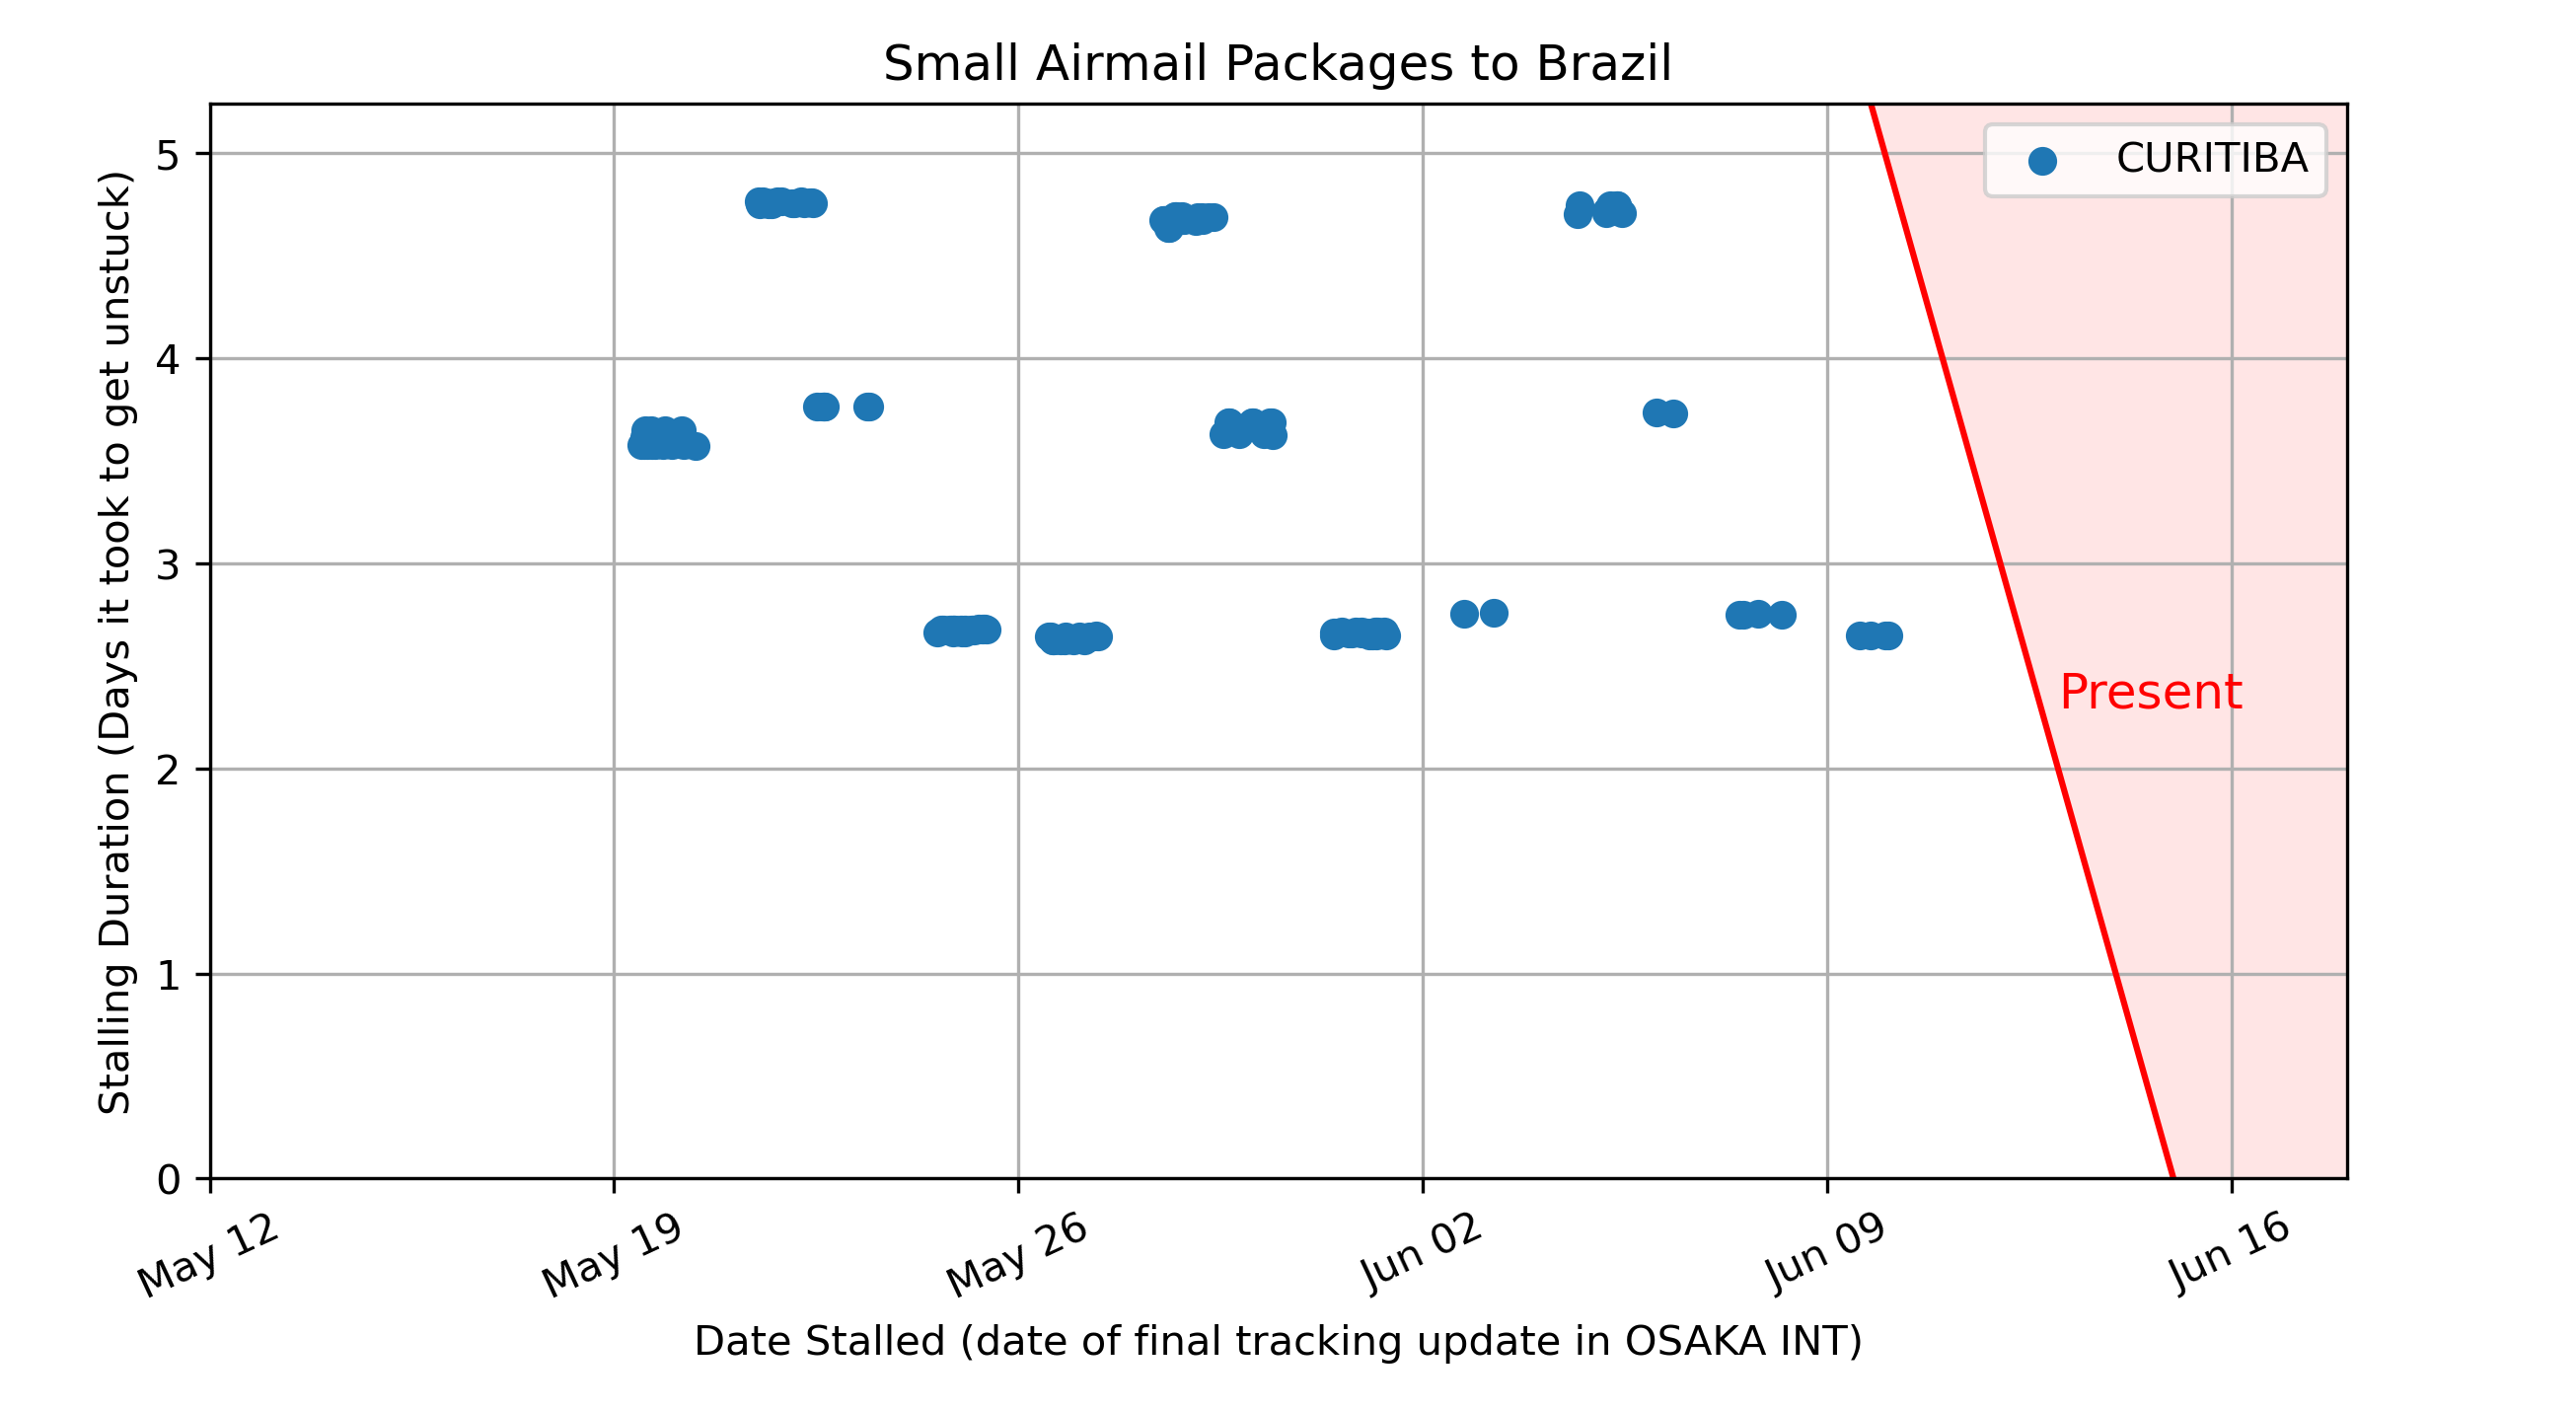 Small Airmail Packages to Brazil
CURITIBA
Stalling Duration (Days it took to get unstuck)
5
4
3
2
1
0
Present
May 12
May 19
May 26
Jun 02
Jun 09
Jun 16
Date Stalled (date of final tracking update in OSAKA INT)